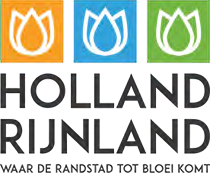 HOLLAND
RIJNLAND
WAAR DE RANDSTAD TOT BLOEI KOMT